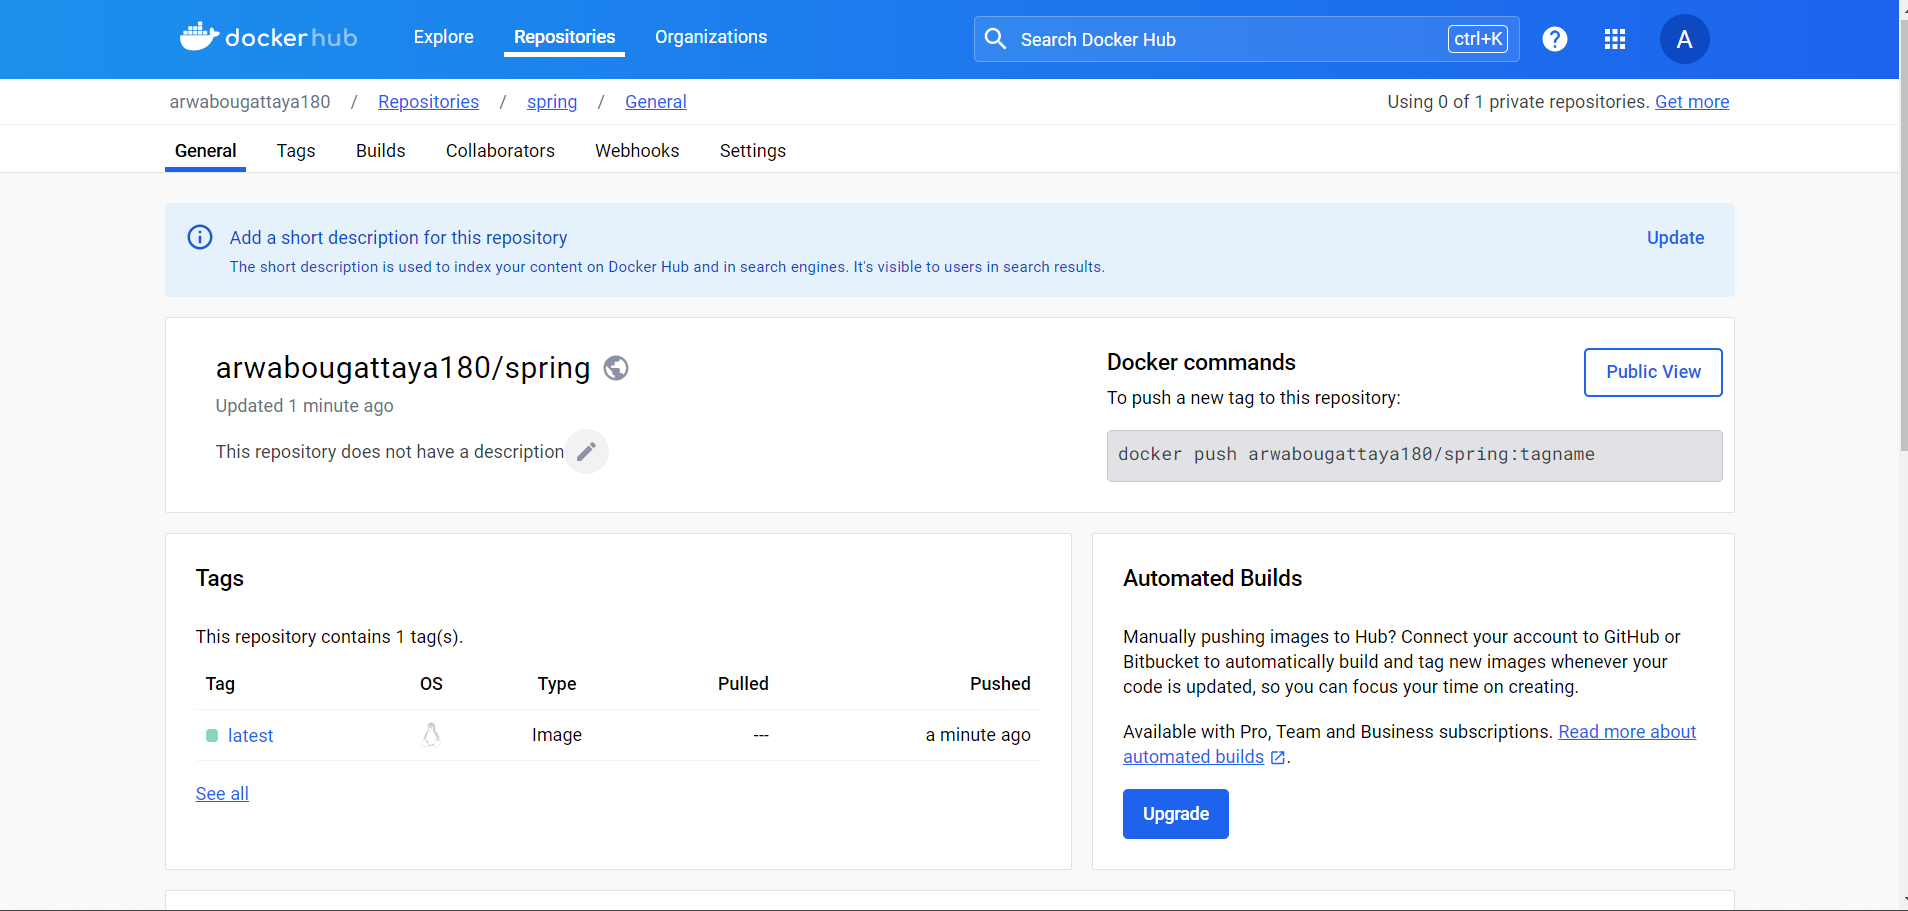 dockerhub Explore Repositories Organizations Search Docker Hub ctrl+K ? A
arwabougattaya180 / Repositories / spring / General Using 0 of 1 private repositories. Get more
General Tags Builds Collaborators Webhooks Settings
Add a short description for this repository Update
The short description is used to index your content on Docker Hub and in search engines. It's visible to users in search results.
arwabougattaya180/spring
Updated 1 minute ago
This repository does not have a description
Docker commands
Public View
To push a new tag to this repository:
docker push arwabougattaya180/spring:tagname
Tags
This repository contains 1 tag(s).
Tag OS Type Pulled Pushed
latest Image --- a minute ago
See all
Automated Builds
Manually pushing images to Hub? Connect your account to GitHub or
Bitbucket to automatically build and tag new images whenever your
code is updated, so you can focus your time on creating.
Available with Pro, Team and Business subscriptions. Read more about
automated builds .
Upgrade